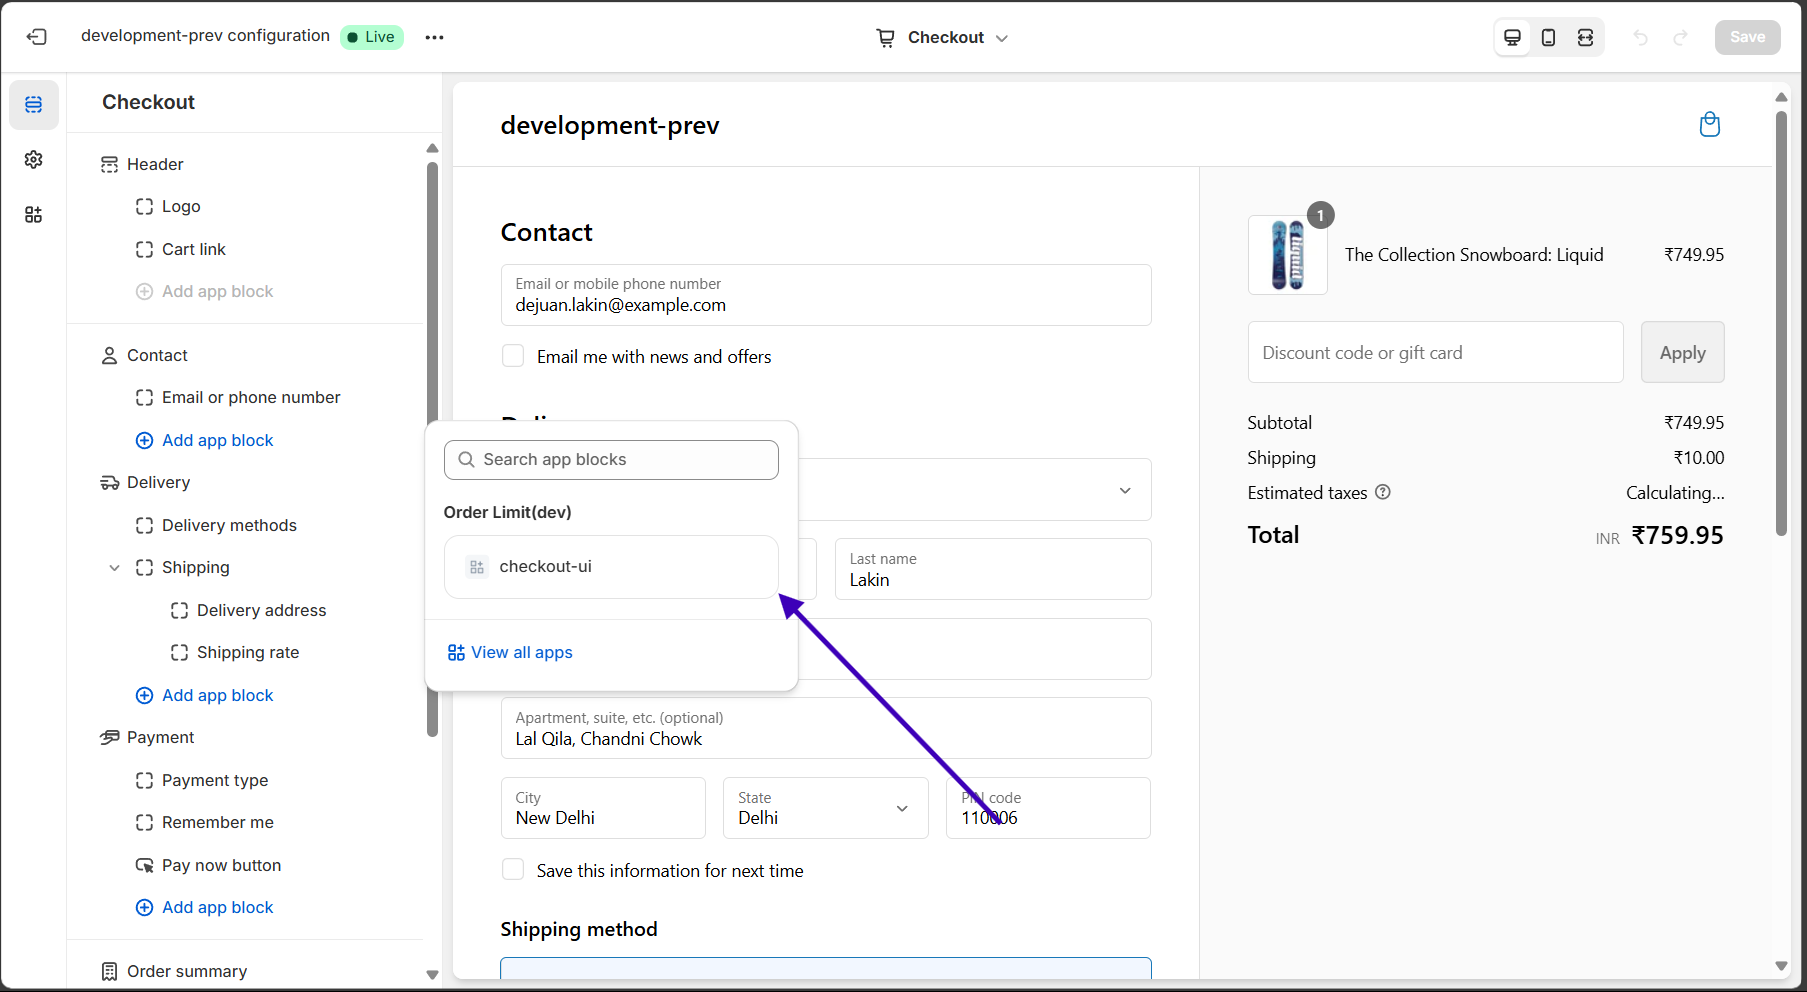 development-prev configuration
Live
Checkout
Save
Checkout
Header
Logo
Cart link
Add app block
Contact
Email or phone number
Add app block
Delivery
Delivery methods
Shipping
Delivery address
Shipping rate
Add app block
Payment
Payment type
Remember me
Pay now button
Add app block
Order summary
Search app blocks
Order Limit(dev)
checkout-ui
View all apps
development-prev
Contact
Email or mobile phone number
dejuan.lakin@example.com
Email me with news and offers
Last name
Lakin
Apartment, suite, etc. (optional)
Lal Qila, Chandni Chowk
City
New Delhi
State
Delhi
PIN code
110006
Save this information for next time
Shipping method
1
The Collection Snowboard: Liquid ₹749.95
Discount code or gift card
Apply
Subtotal ₹749.95
Shipping ₹10.00
Estimated taxes Calculating...
Total INR ₹759.95